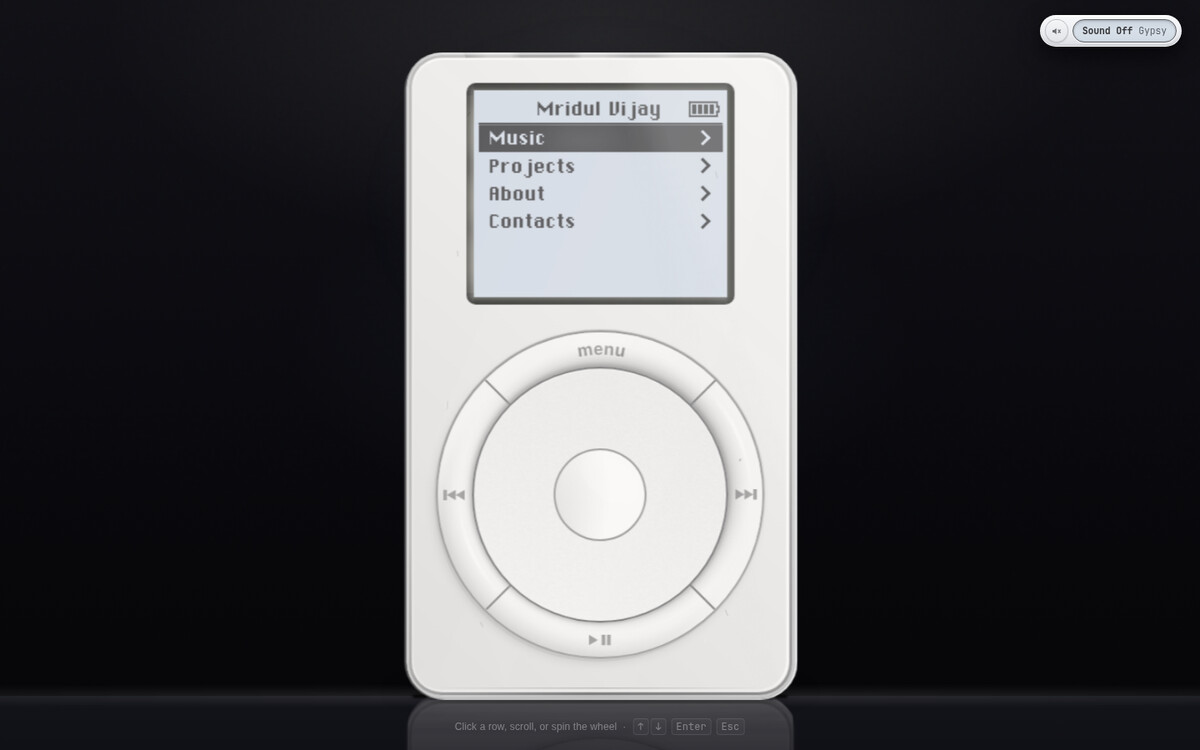 Sound Off Gypsy
Mridul Vijay
Music
Projects
About
Contacts
menu
Click a row, scroll, or spin the wheel · ↑ ↓ Enter Esc